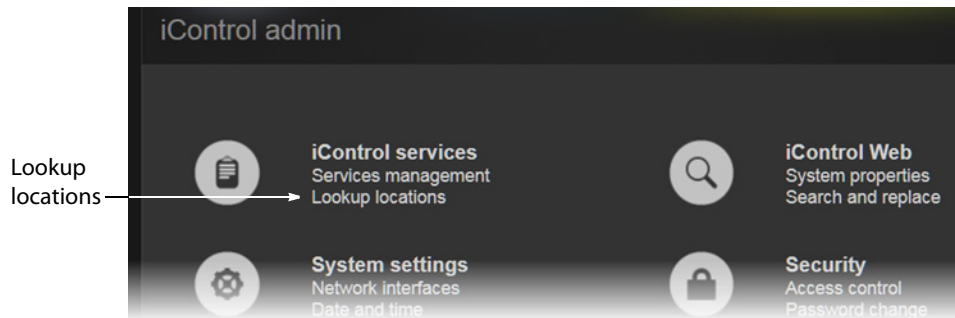 iControl admin
Lookup
locations
iControl services
Services management
Lookup locations
iControl Web
System properties
Search and replace
System settings
Network interfaces
Date and time
Security
Access control
Password change